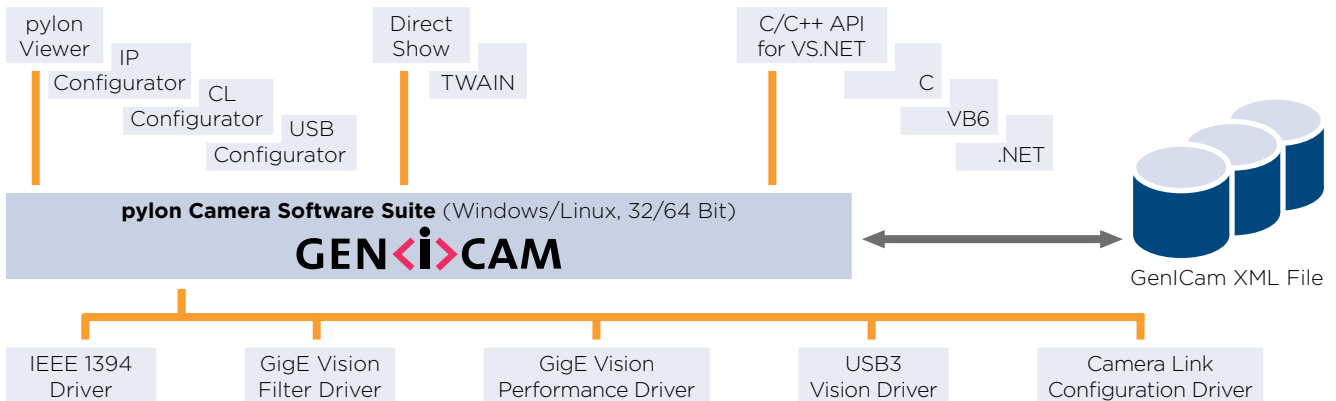 pylon
Viewer
IP
Configurator
CL
Configurator
USB
Configurator
Direct
Show
TWAIN
C/C++ API
for VS.NET
C
VB6
.NET
pylon Camera Software Suite (Windows/Linux, 32/64 Bit)
GEN<i>CAM
GenICam XML File
IEEE 1394
Driver
GigE Vision
Filter Driver
GigE Vision
Performance Driver
USB3
Vision Driver
Camera Link
Configuration Driver